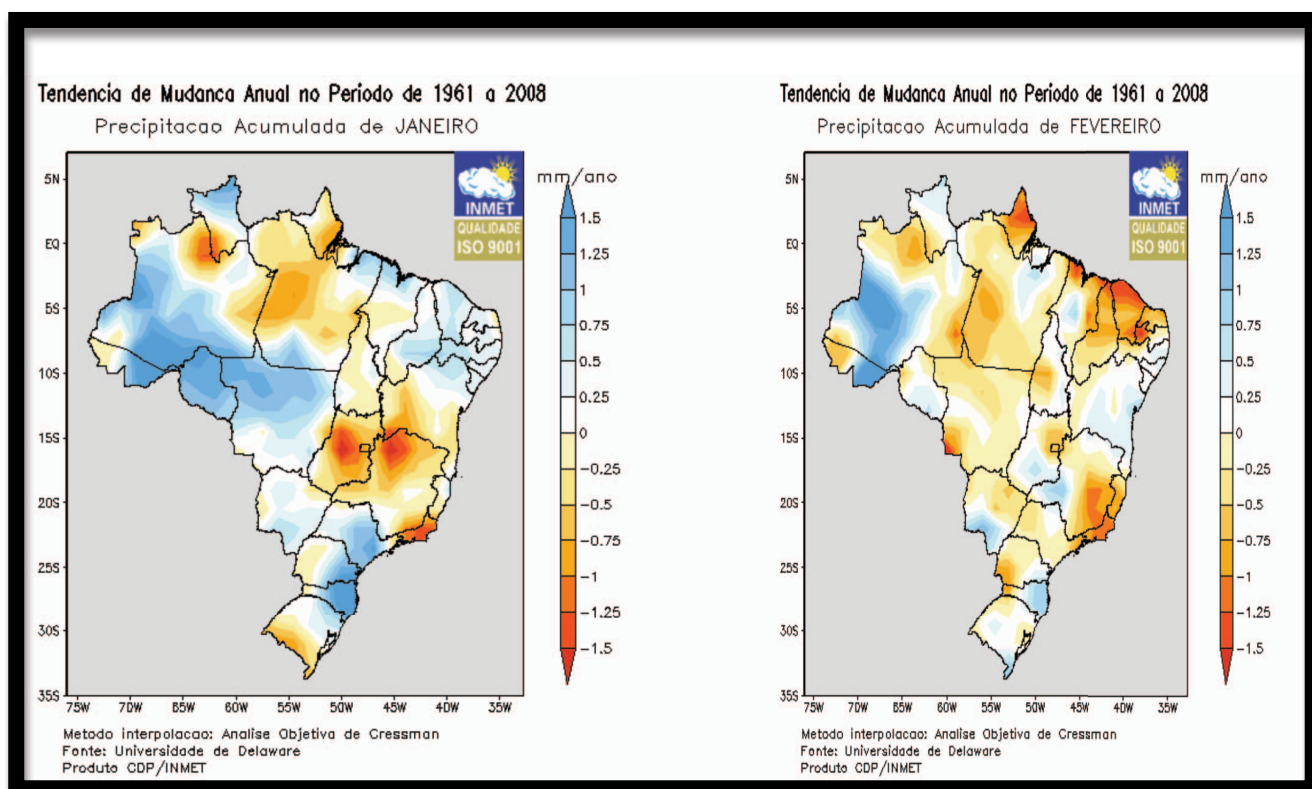 Tendencia de Mudanca Anual no Periodo de 1961 a 2008
Precipitacao Acumulada de JANEIRO
INMET
QUALIDADE
ISO 9001
mm/ano
1.5
1.25
1
0.75
0.5
0.25
0
-0.25
-0.5
-0.75
-1
-1.25
-1.5
5N
EQ
5S
10S
15S
20S
25S
30S
35S
75W 70W 65W 60W 55W 50W 45W 40W 35W
Metodo interpolacao: Analise Objetiva de Cressman
Fonte: Universidade de Delaware
Produto CDP/INMET
Tendencia de Mudanca Anual no Periodo de 1961 a 2008
Precipitacao Acumulada de FEVEREIRO
INMET
QUALIDADE
ISO 9001
mm/ano
1.5
1.25
1
0.75
0.5
0.25
0
-0.25
-0.5
-0.75
-1
-1.25
-1.5
5N
EQ
5S
10S
15S
20S
25S
30S
35S
75W 70W 65W 60W 55W 50W 45W 40W 35W
Metodo interpolacao: Analise Objetiva de Cressman
Fonte: Universidade de Delaware
Produto CDP/INMET